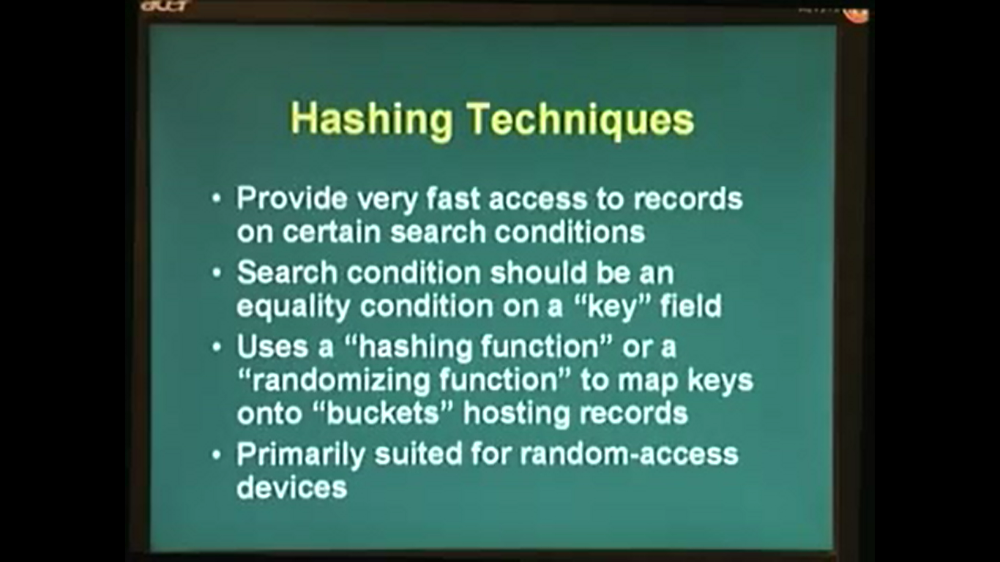 acer
Hashing Techniques
• Provide very fast access to records
on certain search conditions
• Search condition should be an
equality condition on a “key” field
• Uses a “hashing function” or a
“randomizing function” to map keys
onto “buckets” hosting records
• Primarily suited for random-access
devices